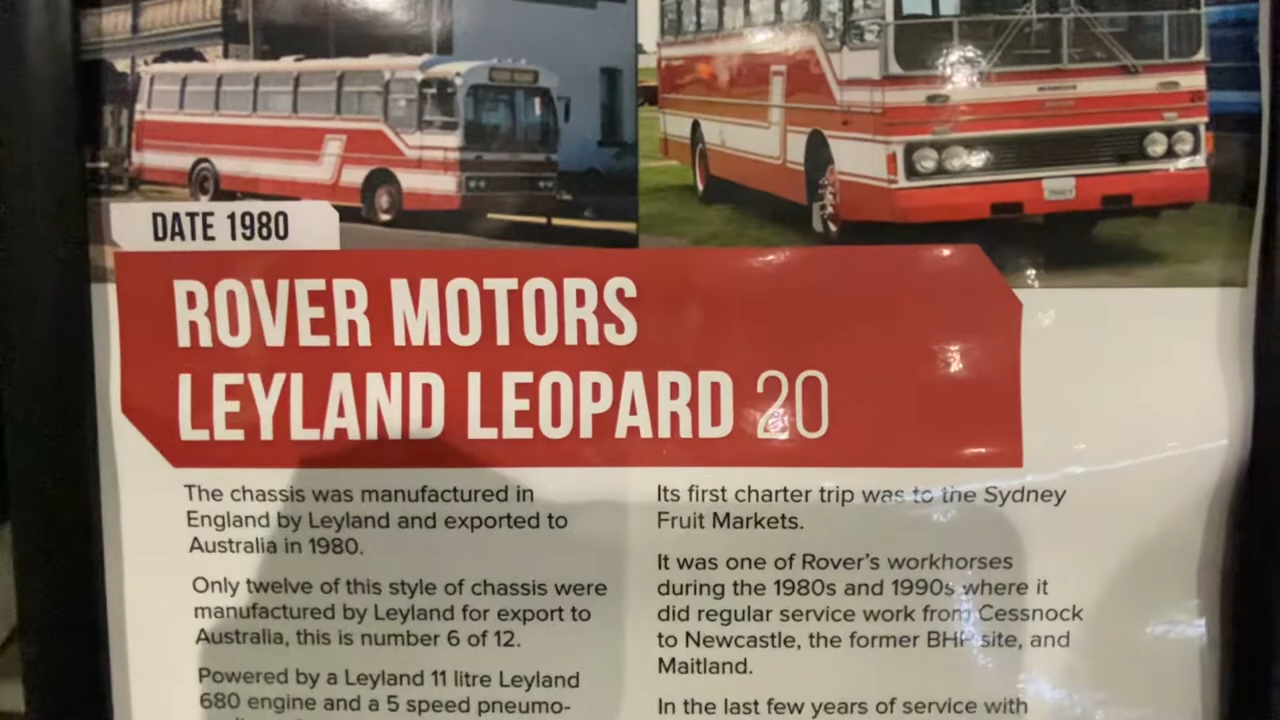 DATE 1980
ROVER MOTORS
LEYLAND LEOPARD 20
The chassis was manufactured in
England by Leyland and exported to
Australia in 1980.
Only twelve of this style of chassis were
manufactured by Leyland for export to
Australia, this is number 6 of 12.
Powered by a Leyland 11 litre Leyland
680 engine and a 5 speed pneumo-
Its first charter trip was to the Sydney
Fruit Markets.
It was one of Rover's workhorses
during the 1980s and 1990s where it
did regular service work from Cessnock
to Newcastle, the former BHP site, and
Maitland.
In the last few years of service with